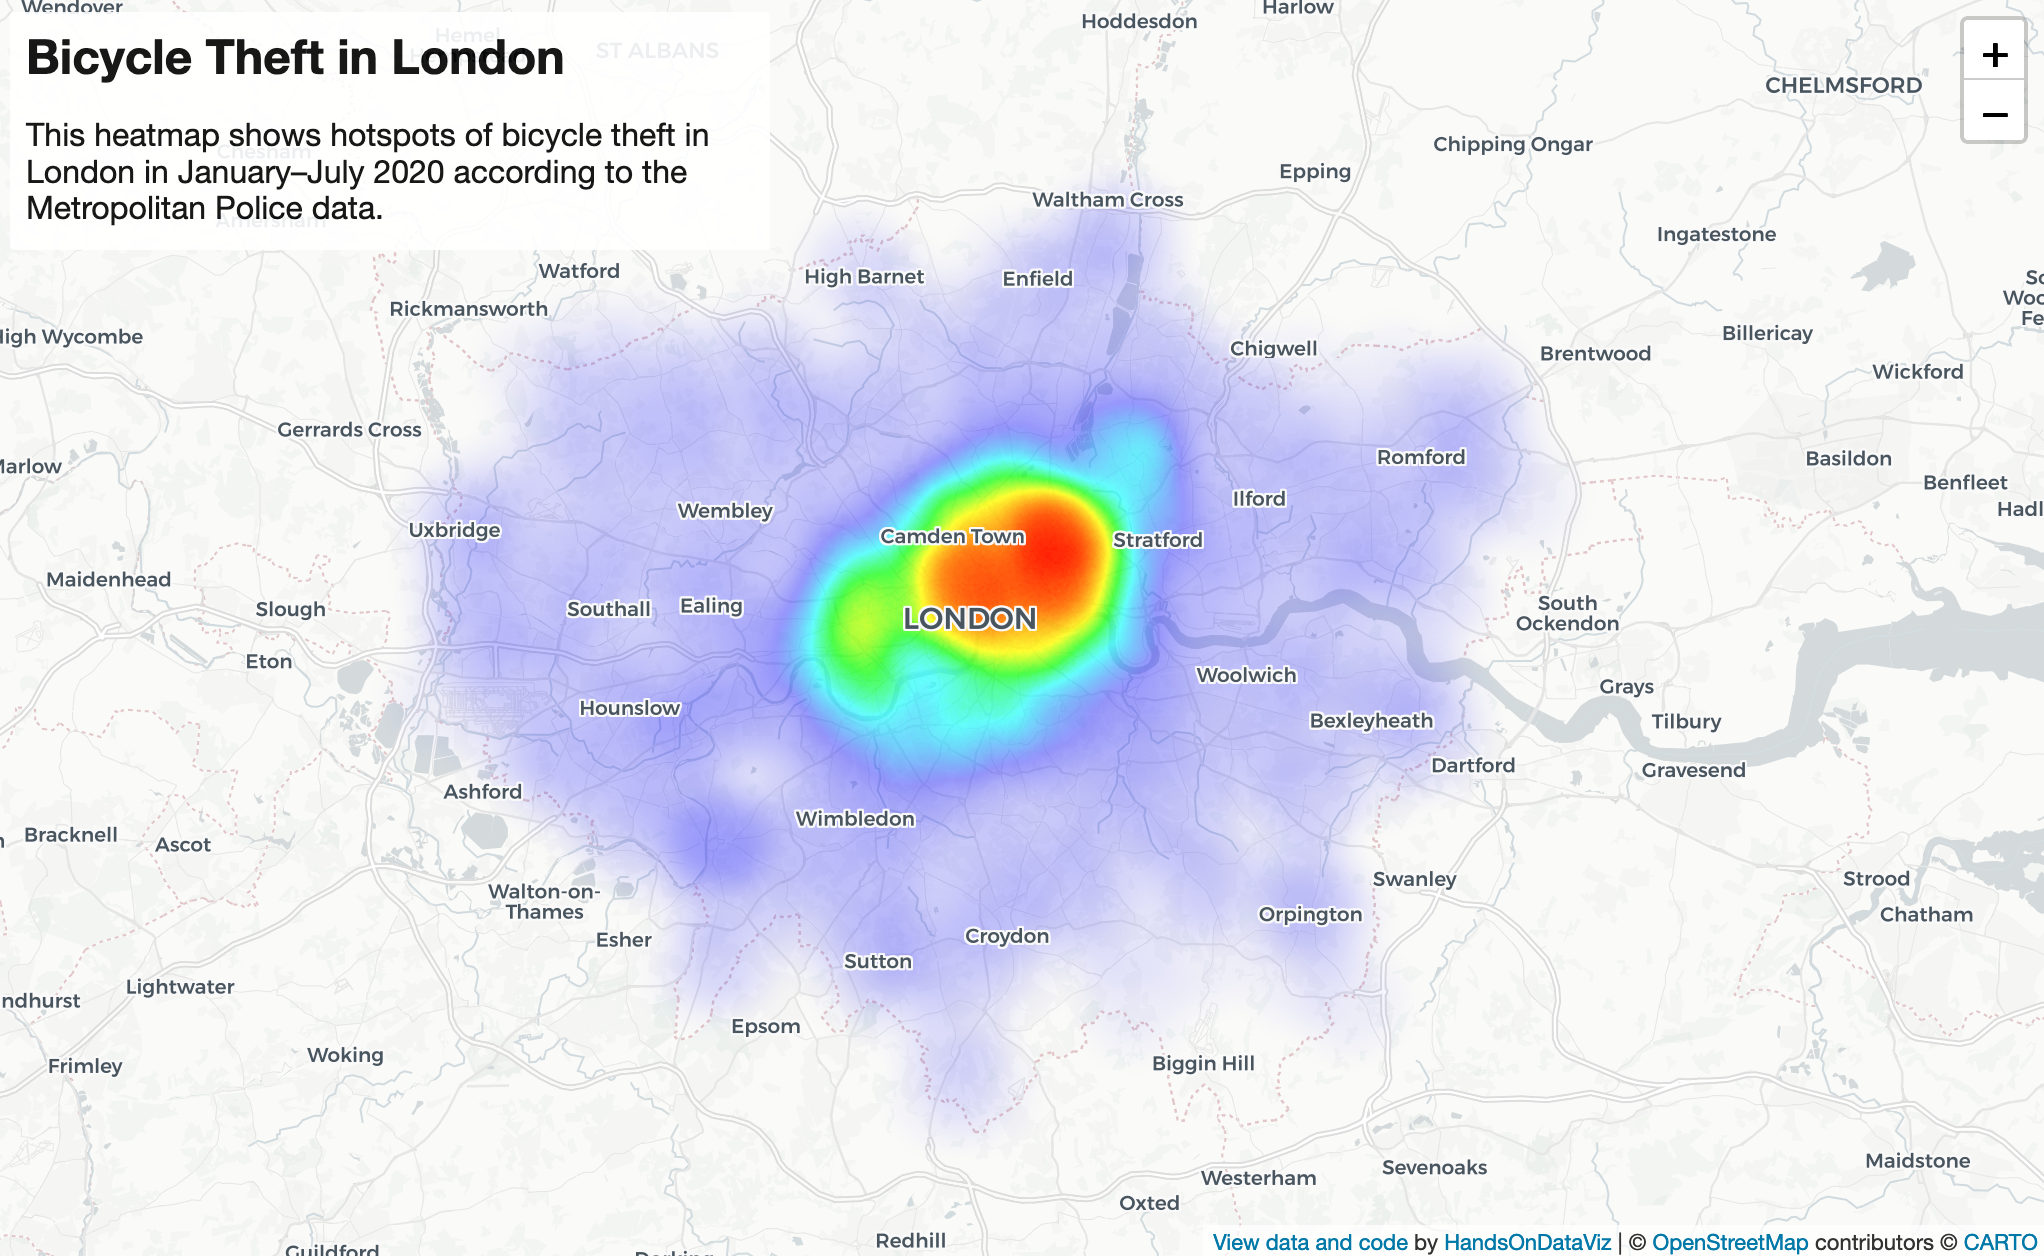 Wendover
Hoddesdon
Harlow
Hemel
ST ALBANS
Bicycle Theft in London
+
−
CHELMSFORD
This heatmap shows hotspots of bicycle theft in
London in January–July 2020 according to the
Metropolitan Police data.
Chesham
Amersham
Chipping Ongar
Epping
Waltham Cross
Ingatestone
Watford
High Barnet
Enfield
Rickmansworth
High Wycombe
Billericay
Chigwell
Brentwood
Wickford
Gerrards Cross
Marlow
Romford
Basildon
Benfleet
Ilford
Wembley
Hadl
Uxbridge
Camden Town
Stratford
Maidenhead
Slough
Southall
Ealing
LONDON
South
Ockendon
Eton
Woolwich
Grays
Hounslow
Bexleyheath
Tilbury
Dartford
Gravesend
Ashford
Wimbledon
Bracknell
Ascot
Walton-on-
Thames
Swanley
Strood
Orpington
Chatham
Esher
Croydon
Sutton
Lightwater
ndhurst
Epsom
Woking
Biggin Hill
Frimley
Maidstone
Sevenoaks
Westerham
Oxted
Redhill
Guildford
View data and code by HandsOnDataViz | © OpenStreetMap contributors © CARTO